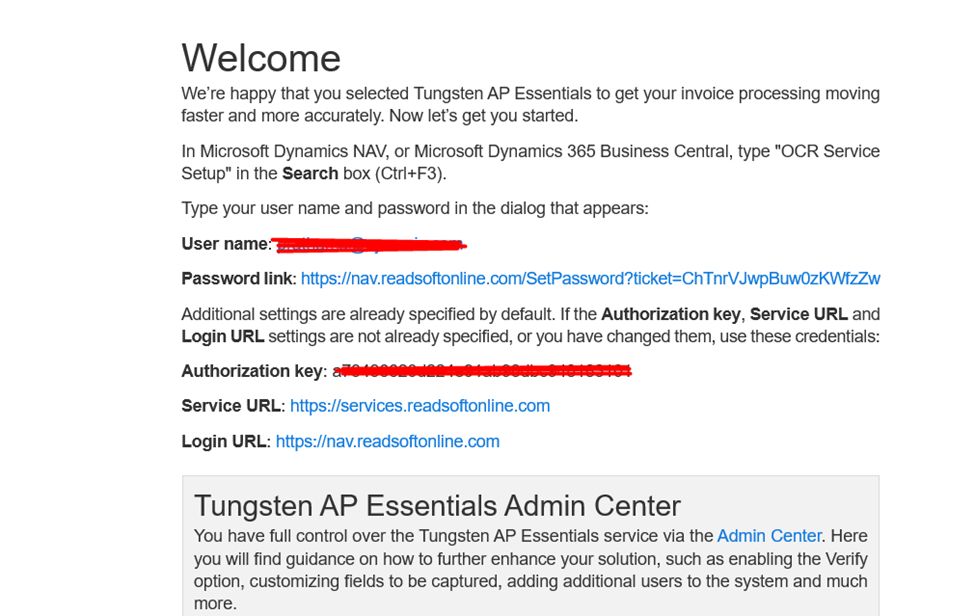 Welcome
We're happy that you selected Tungsten AP Essentials to get your invoice processing moving
faster and more accurately. Now let's get you started.
In Microsoft Dynamics NAV, or Microsoft Dynamics 365 Business Central, type "OCR Service
Setup" in the Search box (Ctrl+F3).
Type your user name and password in the dialog that appears:
User name:
Password link: https://nav.readsoftonline.com/SetPassword?ticket=ChTnrVJwpBuw0zKWfzZw
Additional settings are already specified by default. If the Authorization key, Service URL and
Login URL settings are not already specified, or you have changed them, use these credentials:
Authorization key:
Service URL: https://services.readsoftonline.com
Login URL: https://nav.readsoftonline.com
Tungsten AP Essentials Admin Center
You have full control over the Tungsten AP Essentials service via the Admin Center. Here
you will find guidance on how to further enhance your solution, such as enabling the Verify
option, customizing fields to be captured, adding additional users to the system and much
more.